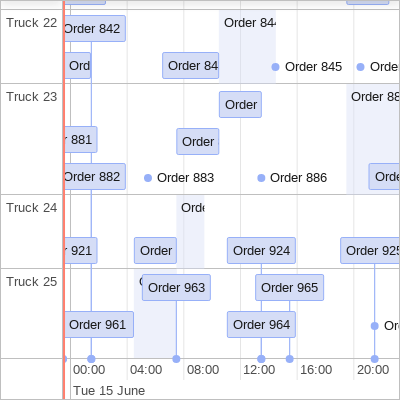 Truck 22
Order 842
Order 844
Ord
Order 84
Order 845
Orde
Truck 23
Order 88
Order
881
Order
Order 882
Order 883
Order 886
Orde
Truck 24
Orde
921
Order
Order 924
Order 925
Truck 25
Order 963
Order 965
Order 961
Order 964
Or
00:00
04:00
08:00
12:00
16:00
20:00
Tue 15 June